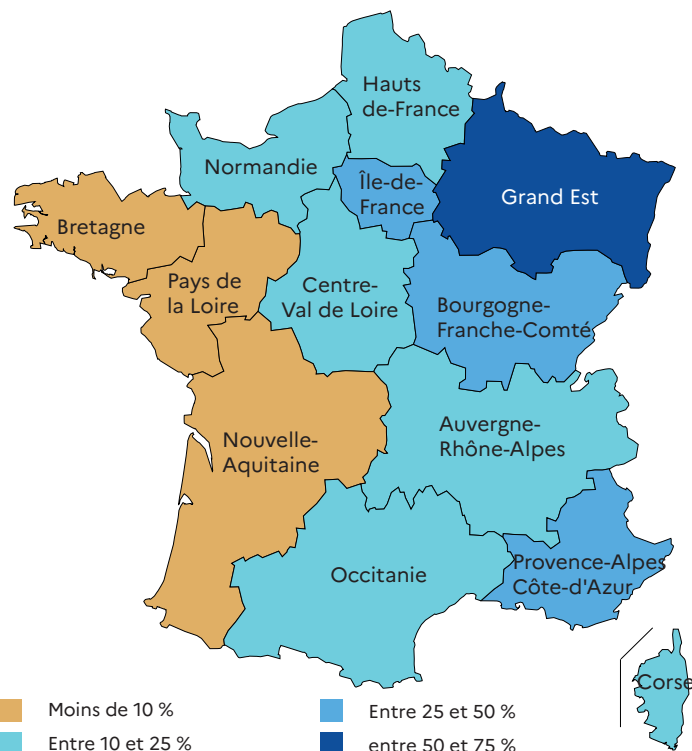 Hauts
de-France
Normandie
Île-de-
France
Grand Est
Bretagne
Pays de
la Loire
Centre-
Val de Loire
Bourgogne-
Franche-Comté
Nouvelle-
Aquitaine
Auvergne-
Rhône-Alpes
Occitanie
Provence-Alpes
Côte-d'Azur
Corse
Moins de 10 %
Entre 10 et 25 %
Entre 25 et 50 %
entre 50 et 75 %